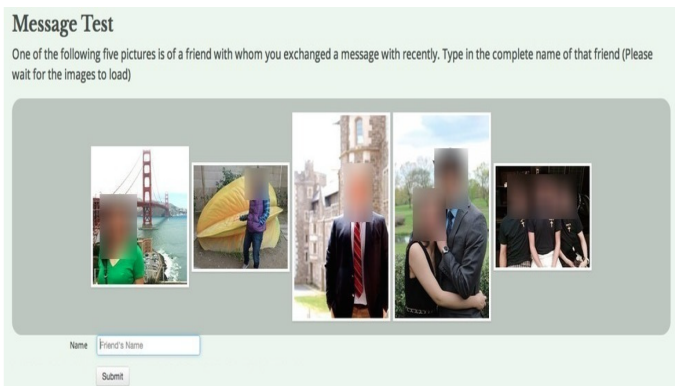 Message Test
One of the following five pictures is of a friend with whom you exchanged a message with recently. Type in the complete name of that friend (Please
wait for the images to load)
Name
Friend's Name
Submit